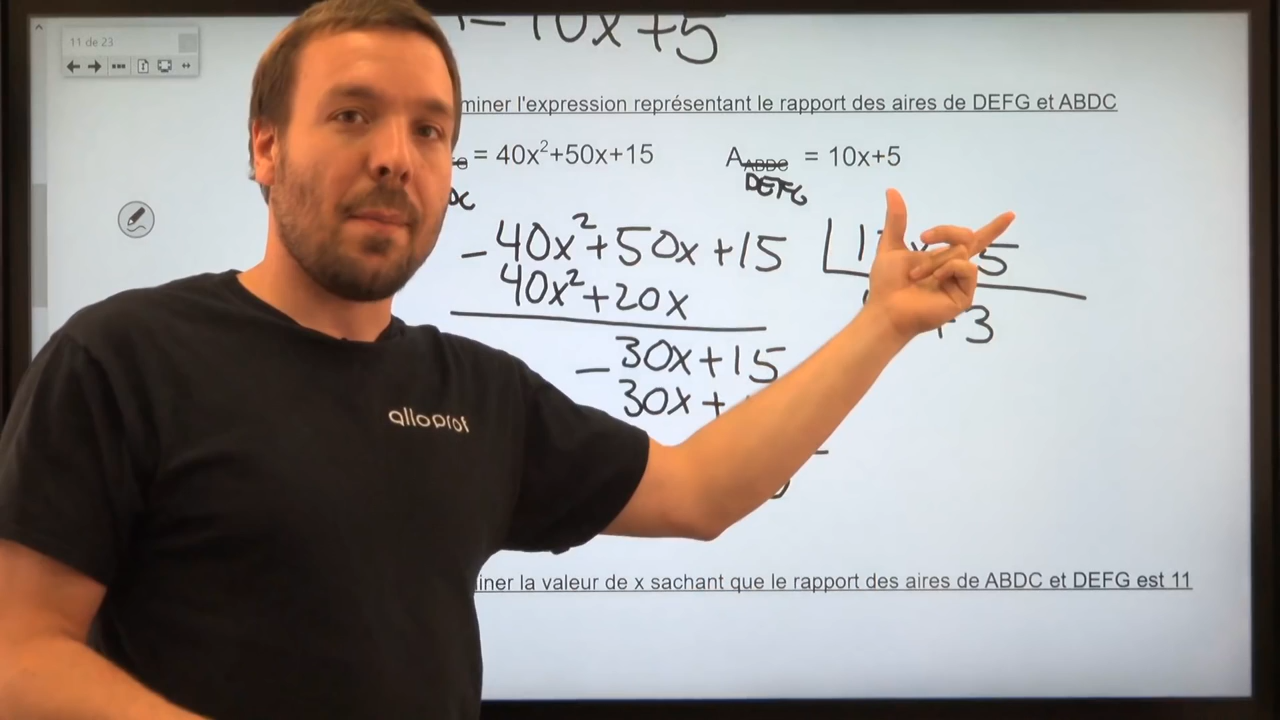 11 de 23
- 10x+5
l'expression représentant le rapport des aires de DEFG et ABDC
= 40x²+50x+15
A ABDC = 10x+5
DEFG
- 40x²+50x+15
40x²+20x
- 30x+15
30x+
+3
la valeur de x sachant que le rapport des aires de ABDC et DEFG est 11
alloprof